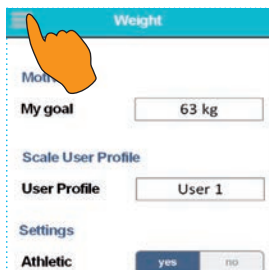 Weight
My goal 63 kg
Scale User Profile
User Profile User 1
Settings
Athletic yes no